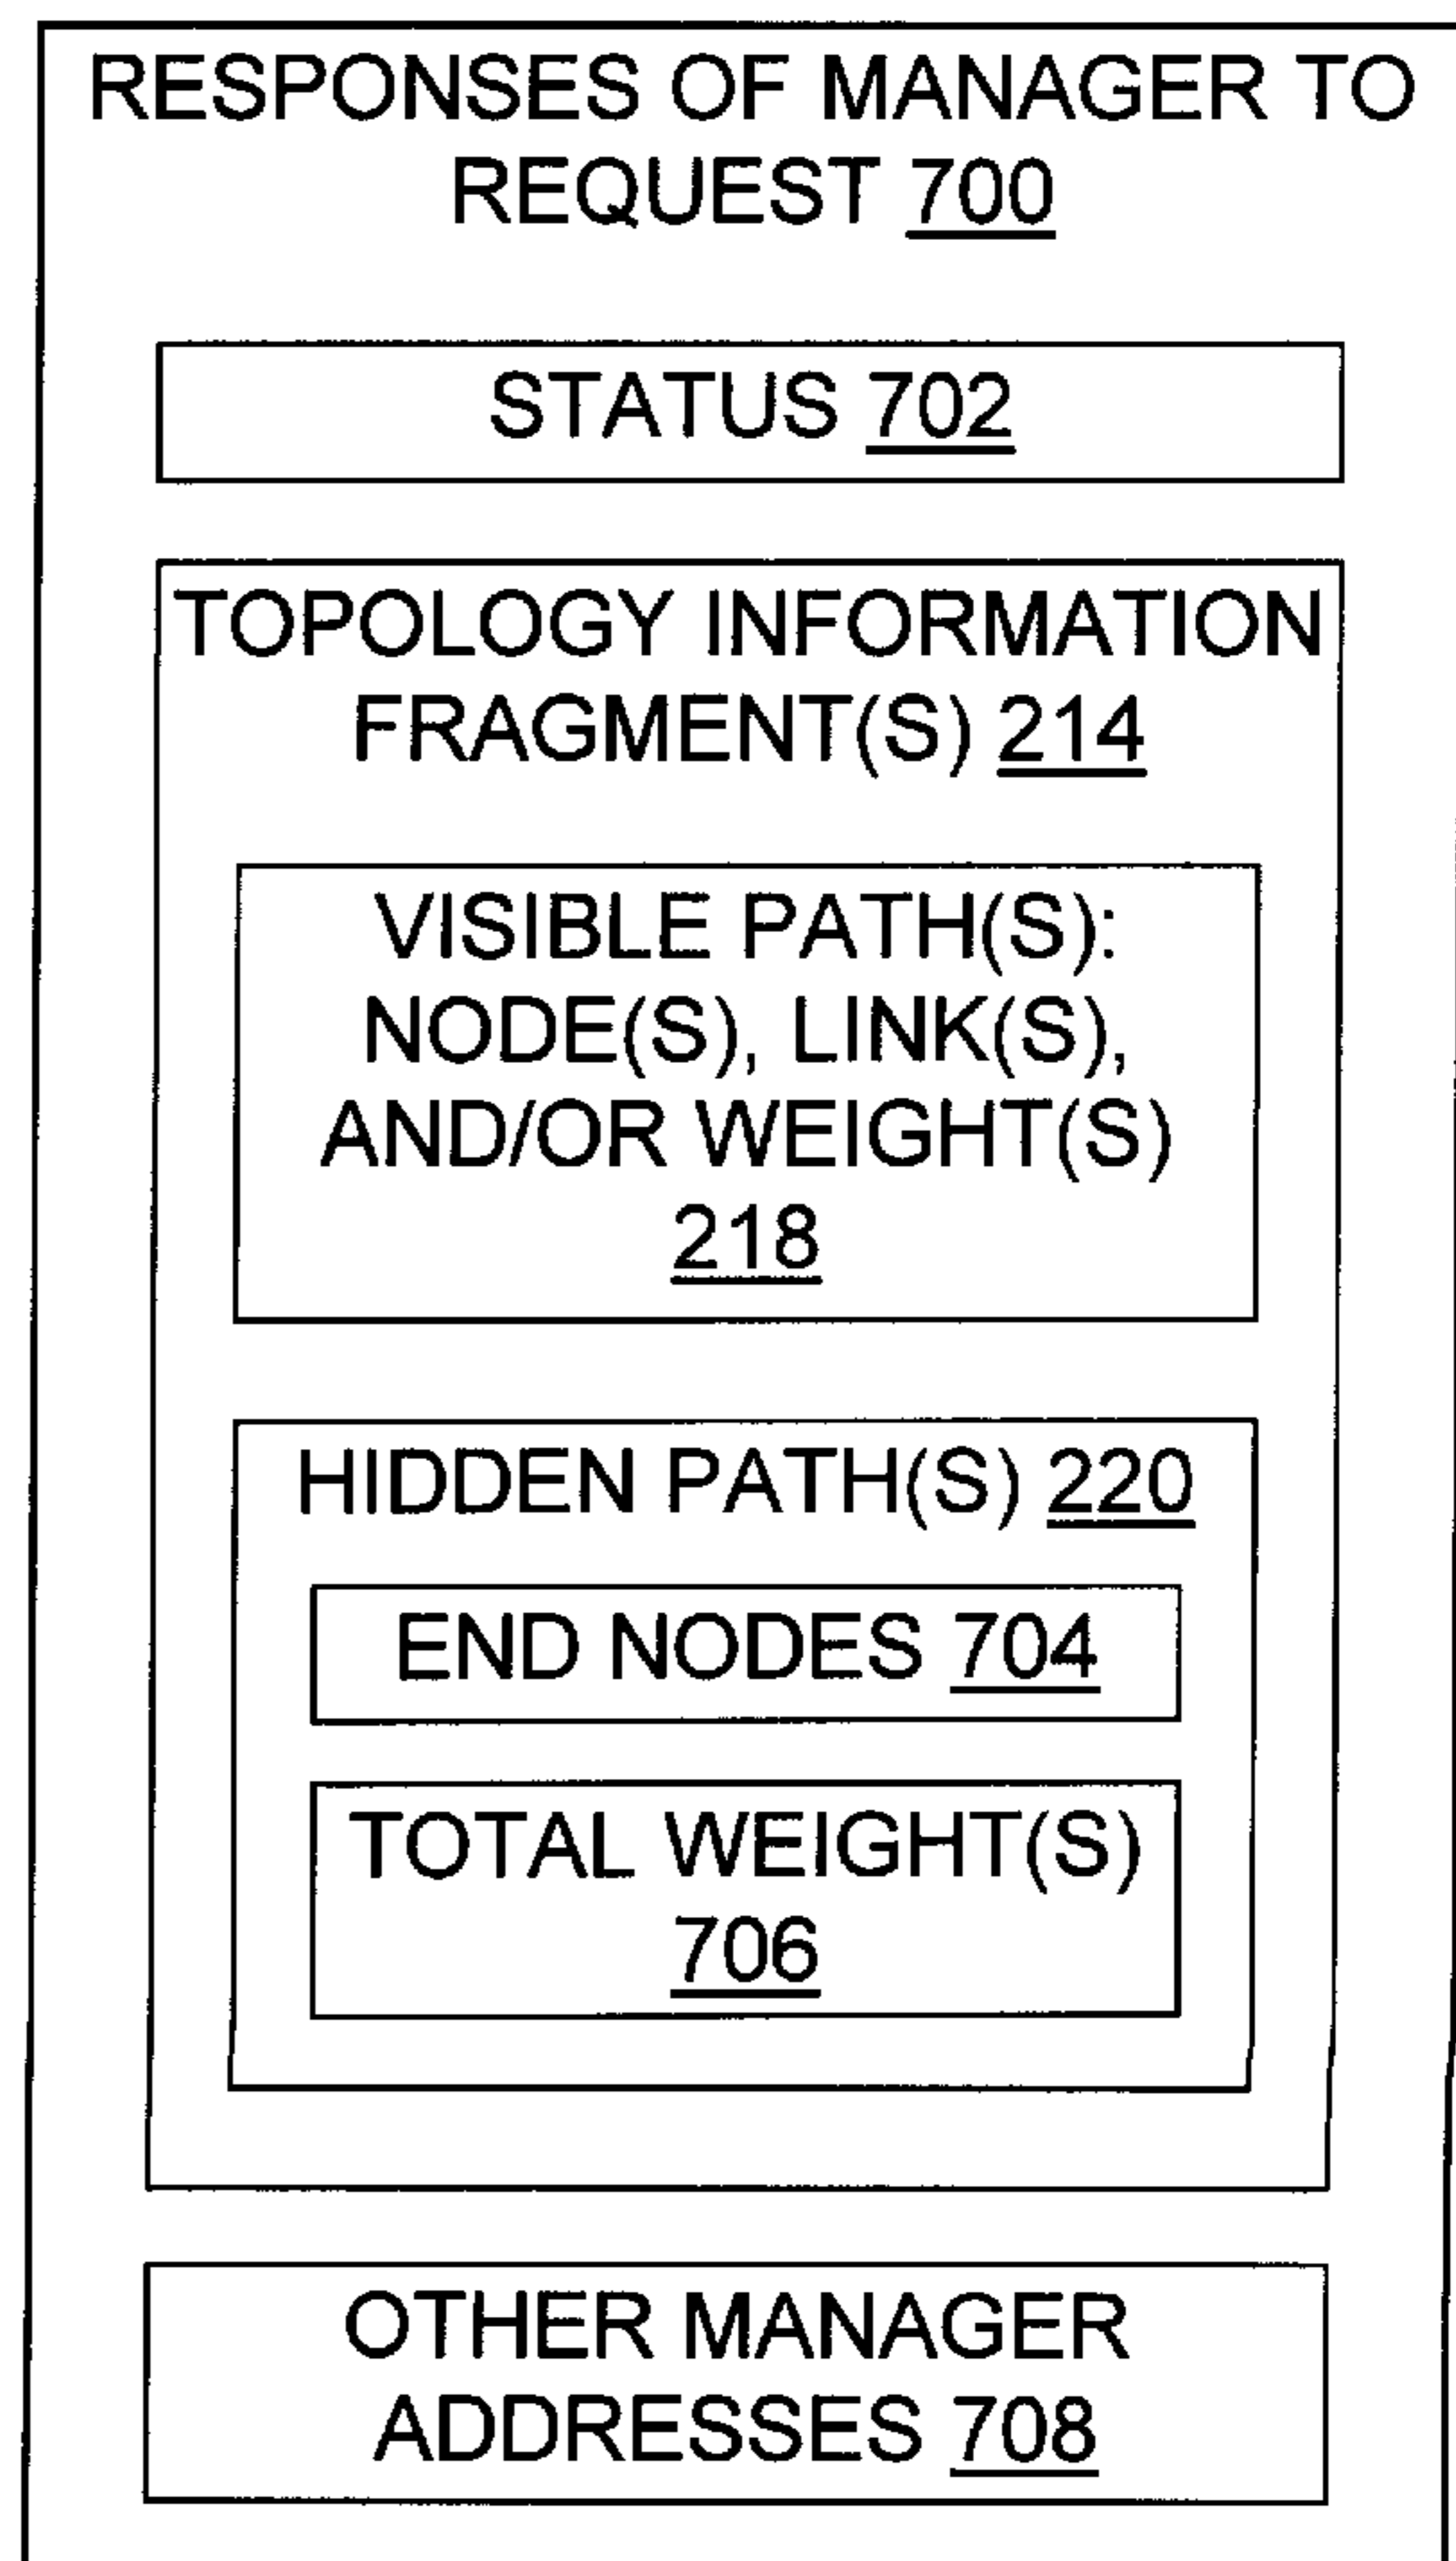 RESPONSES OF MANAGER TO
REQUEST 700
STATUS 702
TOPOLOGY INFORMATION
FRAGMENT(S) 214
VISIBLE PATH(S):
NODE(S), LINK(S),
AND/OR WEIGHT(S)
218
HIDDEN PATH(S) 220
END NODES 704
TOTAL WEIGHT(S)
706
OTHER MANAGER
ADDRESSES 708